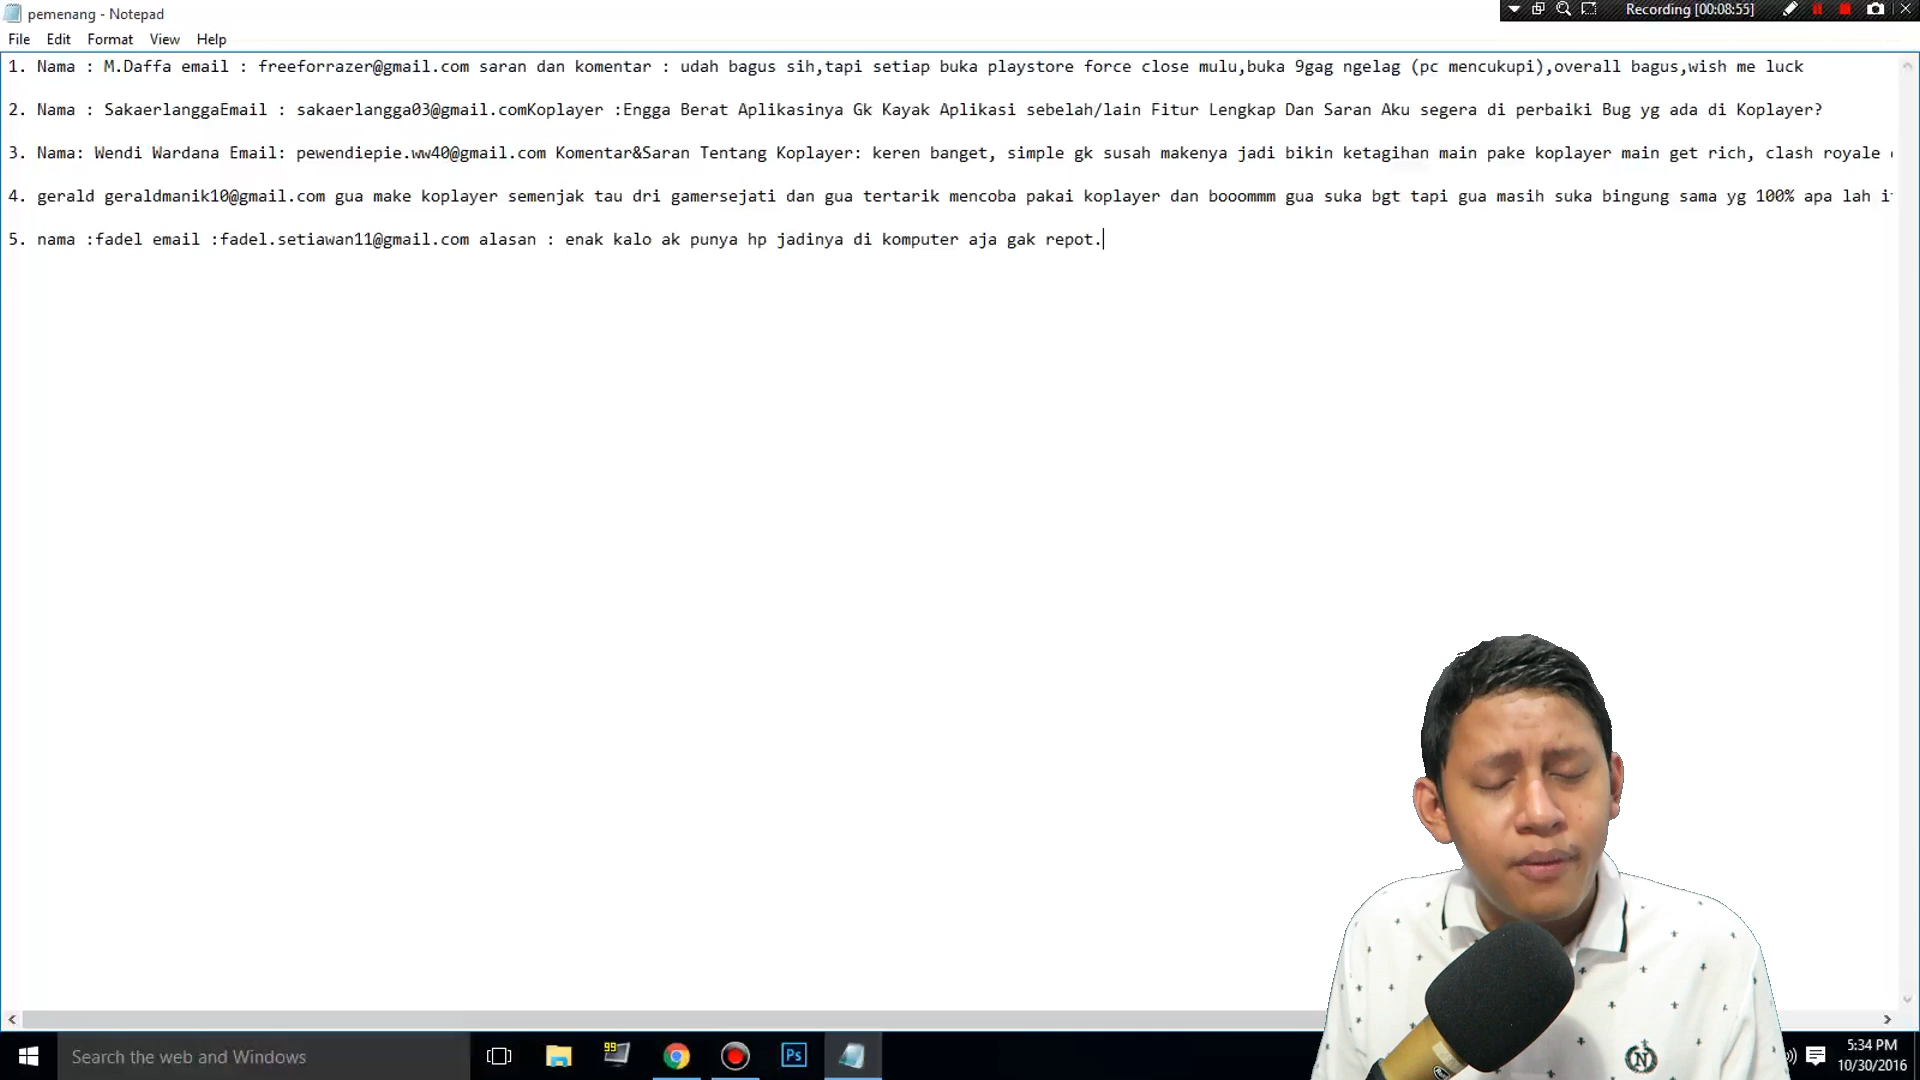 pemenang - Notepad
Recording [00:08:55]
File Edit Format View Help
1. Nama : M.Daffa email : freeforrazer@gmail.com saran dan komentar : udah bagus sih,tapi setiap buka playstore force close mulu,buka 9gag ngelag (pc mencukupi),overall bagus,wish me luck
2. Nama : SakaerlanggaEmail : sakaerlangga03@gmail.comKoplayer :Engga Berat Aplikasinya Gk Kayak Aplikasi sebelah/lain Fitur Lengkap Dan Saran Aku segera di perbaiki Bug yg ada di Koplayer?
3. Nama: Wendi Wardana Email: pewendiepie.ww40@gmail.com Komentar&Saran Tentang Koplayer: keren banget, simple gk susah makenya jadi bikin ketagihan main pake koplayer main get rich, clash royale
4. gerald geraldmanik10@gmail.com gua make koplayer semenjak tau dri gamersejati dan gua tertarik mencoba pakai koplayer dan booommm gua suka bgt tapi gua masih suka bingung sama yg 100% apa lah
5. nama :fadel email :fadel.setiawan11@gmail.com alasan : enak kalo ak punya hp jadinya di komputer aja gak repot.
Search the web and Windows
99
Ps
N
5:34 PM
10/30/2016